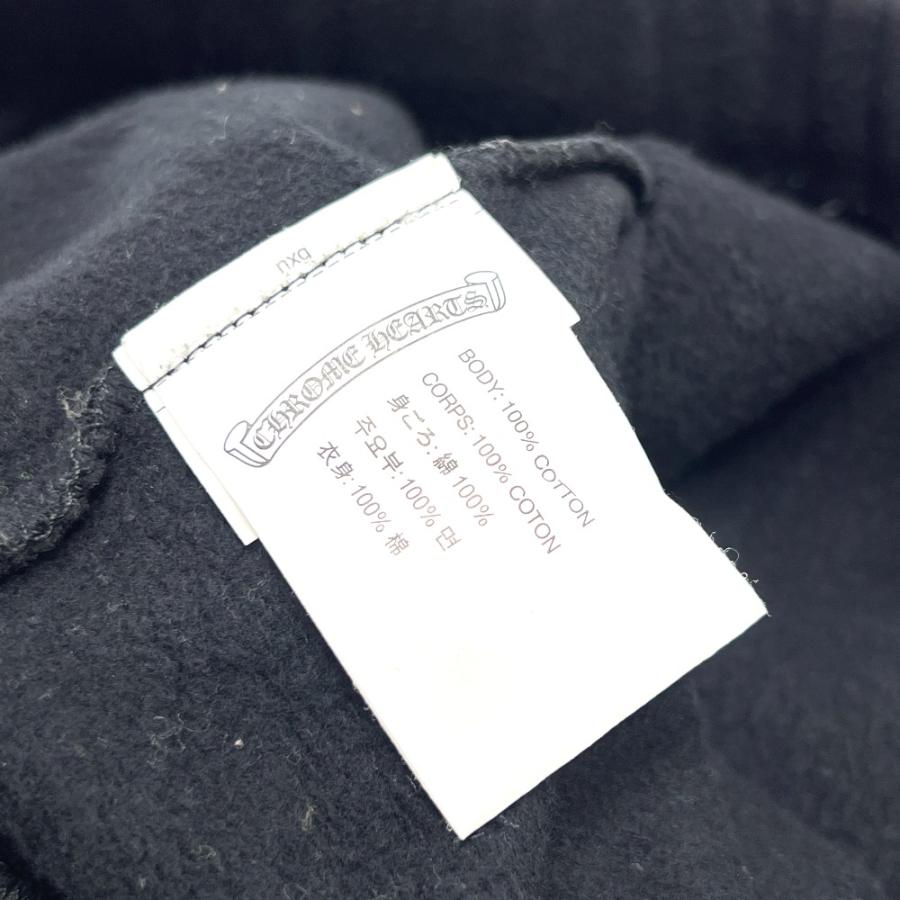 nxq
CHROME HEARTS
BODY: 100% COTTON
CORPS: 100% COTON
身ごろ: 綿 100%
주요부: 100% 면
衣身: 100% 棉